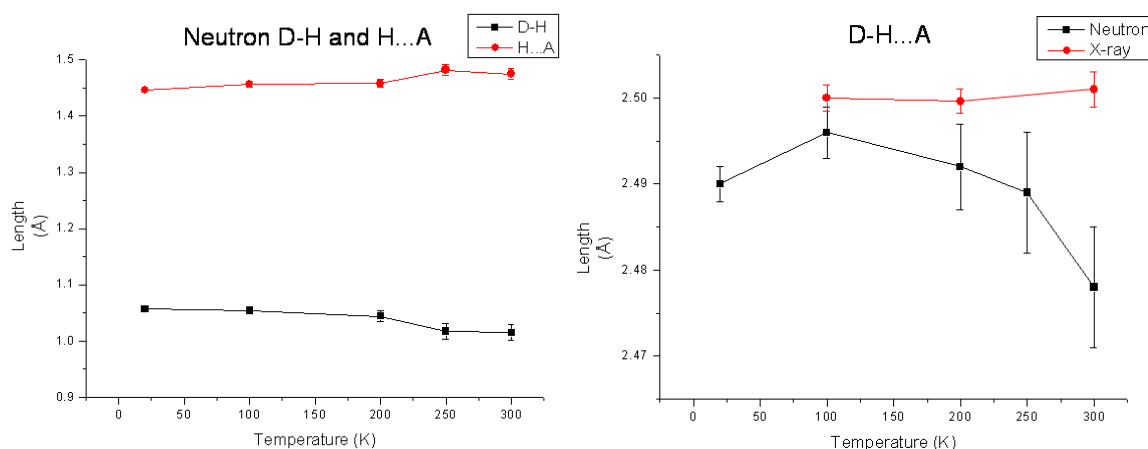 Neutron D-H and H...A
D-H
H...A
1.5
1.4
1.3
1.2
1.1
1.0
0.9
Length
(Å)
0 50 100 150 200 250 300
Temperature (K)
D-H...A
Neutron
X-ray
2.50
2.49
2.48
2.47
Length
(Å)
0 50 100 150 200 250 300
Temperature (K)